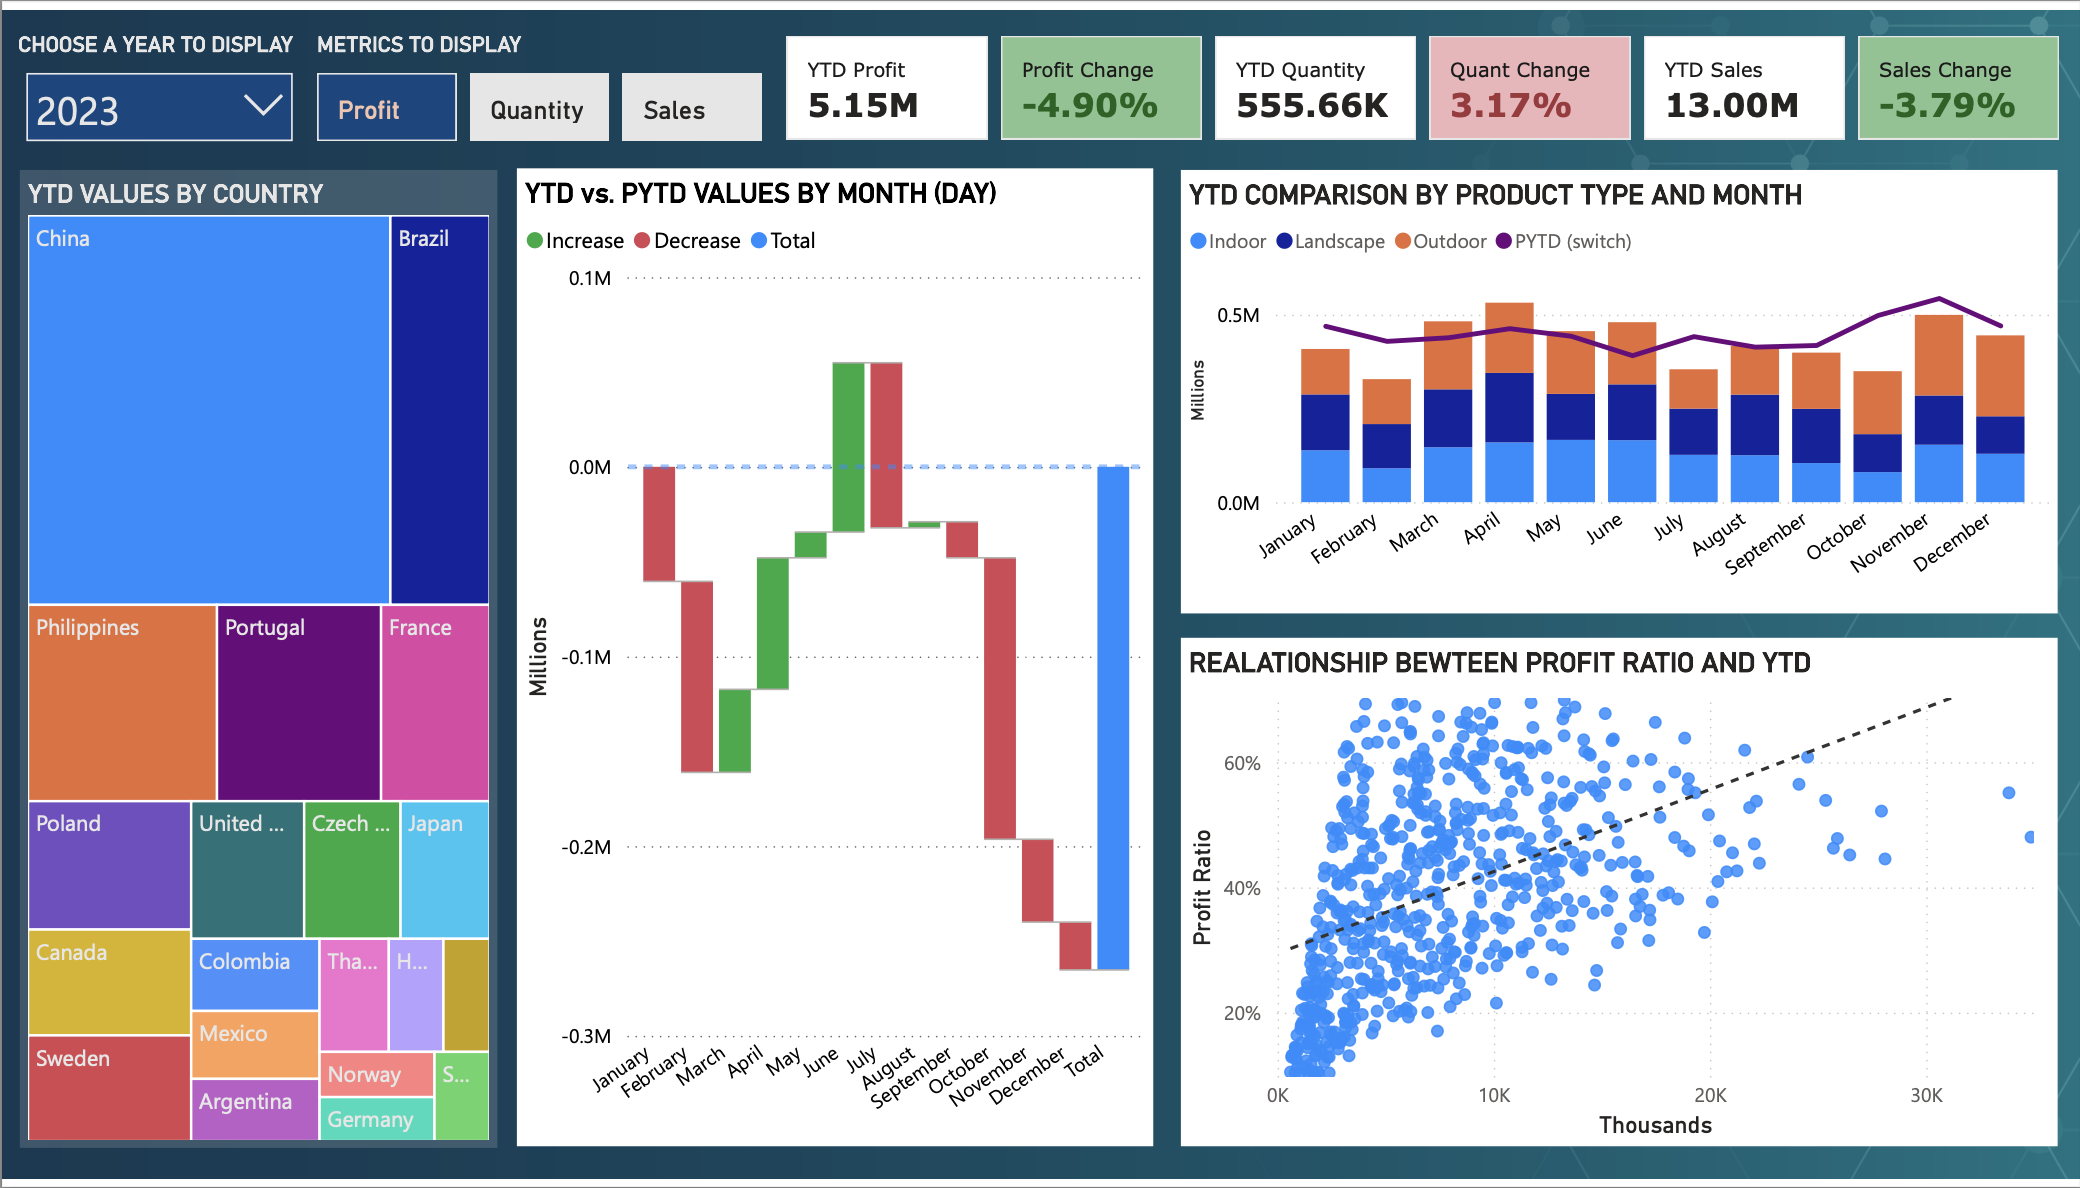 CHOOSE A YEAR TO DISPLAY
METRICS TO DISPLAY
2023
Profit
Quantity
Sales
YTD Profit
5.15M
Profit Change
-4.90%
YTD Quantity
555.66K
Quant Change
3.17%
YTD Sales
13.00M
Sales Change
-3.79%
YTD VALUES BY COUNTRY
China
Brazil
Philippines
Portugal
France
Poland
United ...
Czech ...
Japan
Canada
Colombia
Tha...
H...
Mexico
Sweden
Norway
S...
Argentina
Germany
YTD vs. PYTD VALUES BY MONTH (DAY)
Increase
Decrease
Total
Millions
0.1M
0.0M
-0.1M
-0.2M
-0.3M
January
February
March
April
May
June
July
August
September
October
November
December
Total
YTD COMPARISON BY PRODUCT TYPE AND MONTH
Indoor
Landscape
Outdoor
PYTD (switch)
Millions
0.5M
0.0M
January
February
March
April
May
June
July
August
September
October
November
December
REALATIONSHIP BEWTEEN PROFIT RATIO AND YTD
Profit Ratio
60%
40%
20%
0K
10K
20K
30K
Thousands